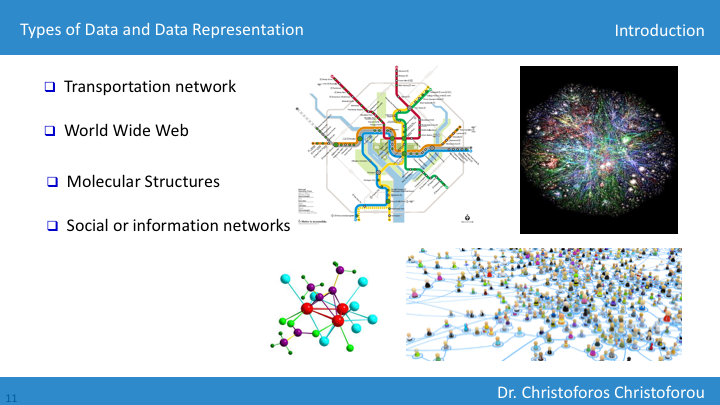 Types of Data and Data Representation
Introduction
Transportation network
World Wide Web
Molecular Structures
Social or information networks
11
Dr. Christoforos Christoforou